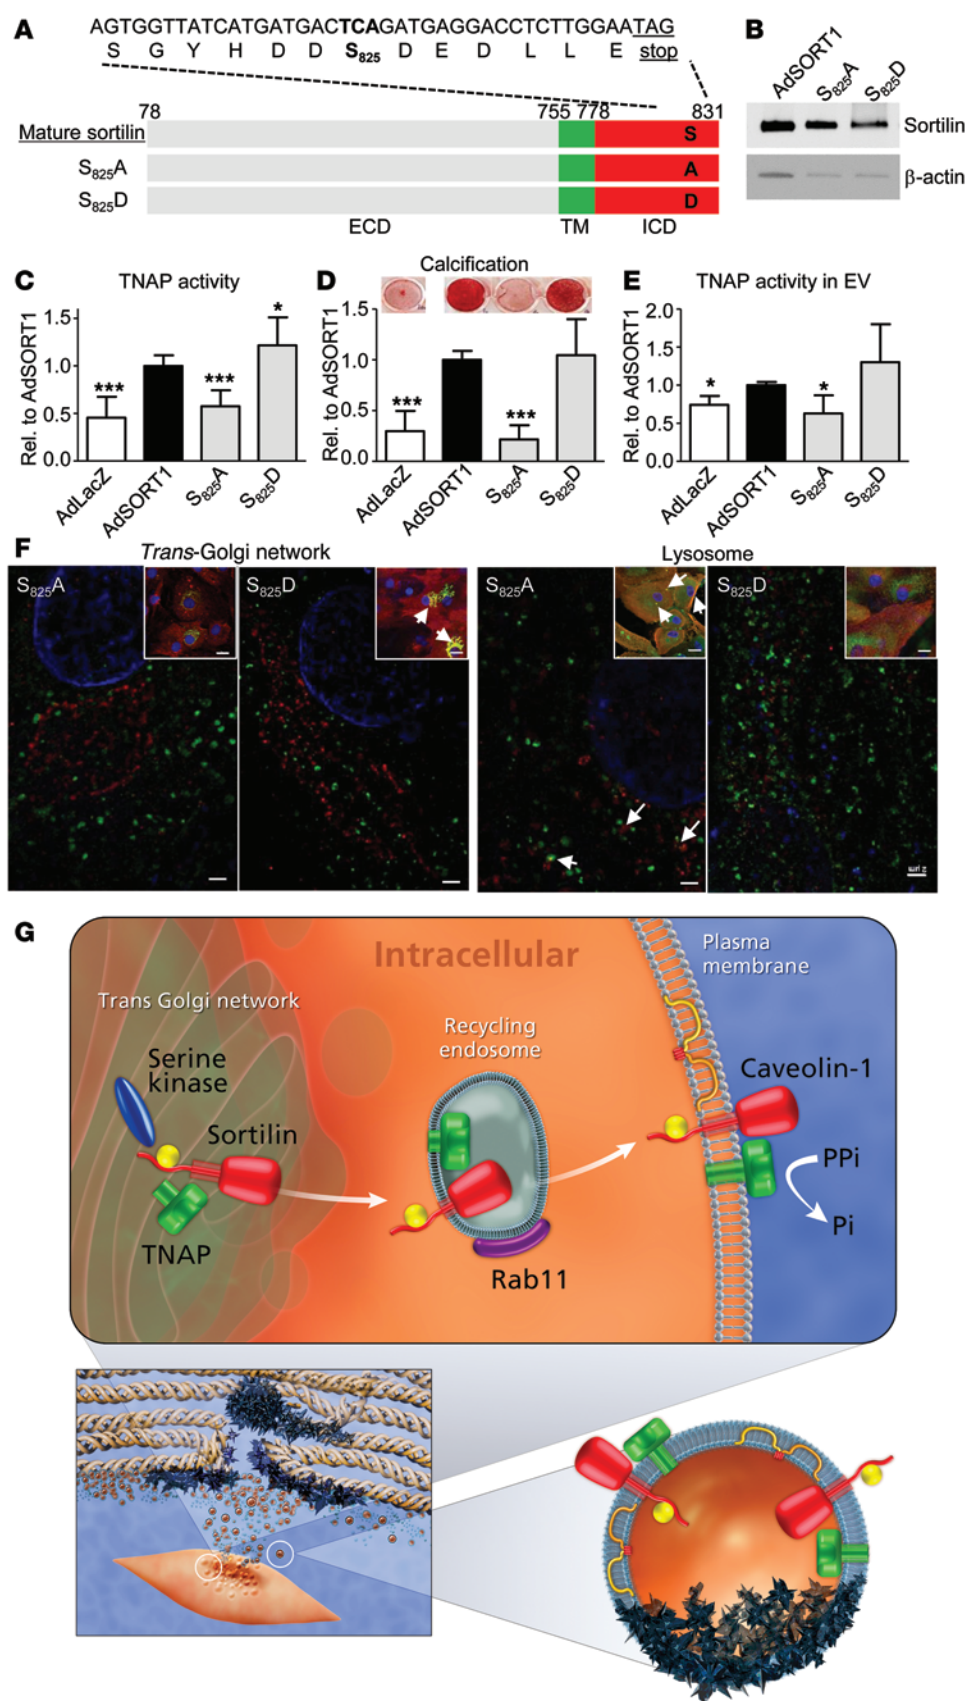 A
AGTGGTTATCATGATGACTCAGATGAGGACCTCTTGGAATAG
S G Y H D D S825 D E D L L E stop
78 755 778 831
Mature sortilin S
S825A A
S825D D
ECD TM ICD
B
AdSORT1 S825A S825D
Sortilin
β-actin
C TNAP activity
Rel. to AdSORT1
1.5
1.0
0.5
0.0
*** *** *
AdLacZ AdSORT1 S825A S825D
D Calcification
Rel. to AdSORT1
1.5
1.0
0.5
0.0
*** ***
AdLacZ AdSORT1 S825A S825D
E TNAP activity in EV
Rel. to AdSORT1
2.0
1.5
1.0
0.5
0.0
* *
AdLacZ AdSORT1 S825A S825D
F
Trans-Golgi network Lysosome
S825A S825D S825A S825D
2 µm
G
Intracellular
Plasma
membrane
Trans Golgi network
Recycling
endosome
Serine
kinase
Caveolin-1
Sortilin
PPi
Pi
TNAP
Rab11